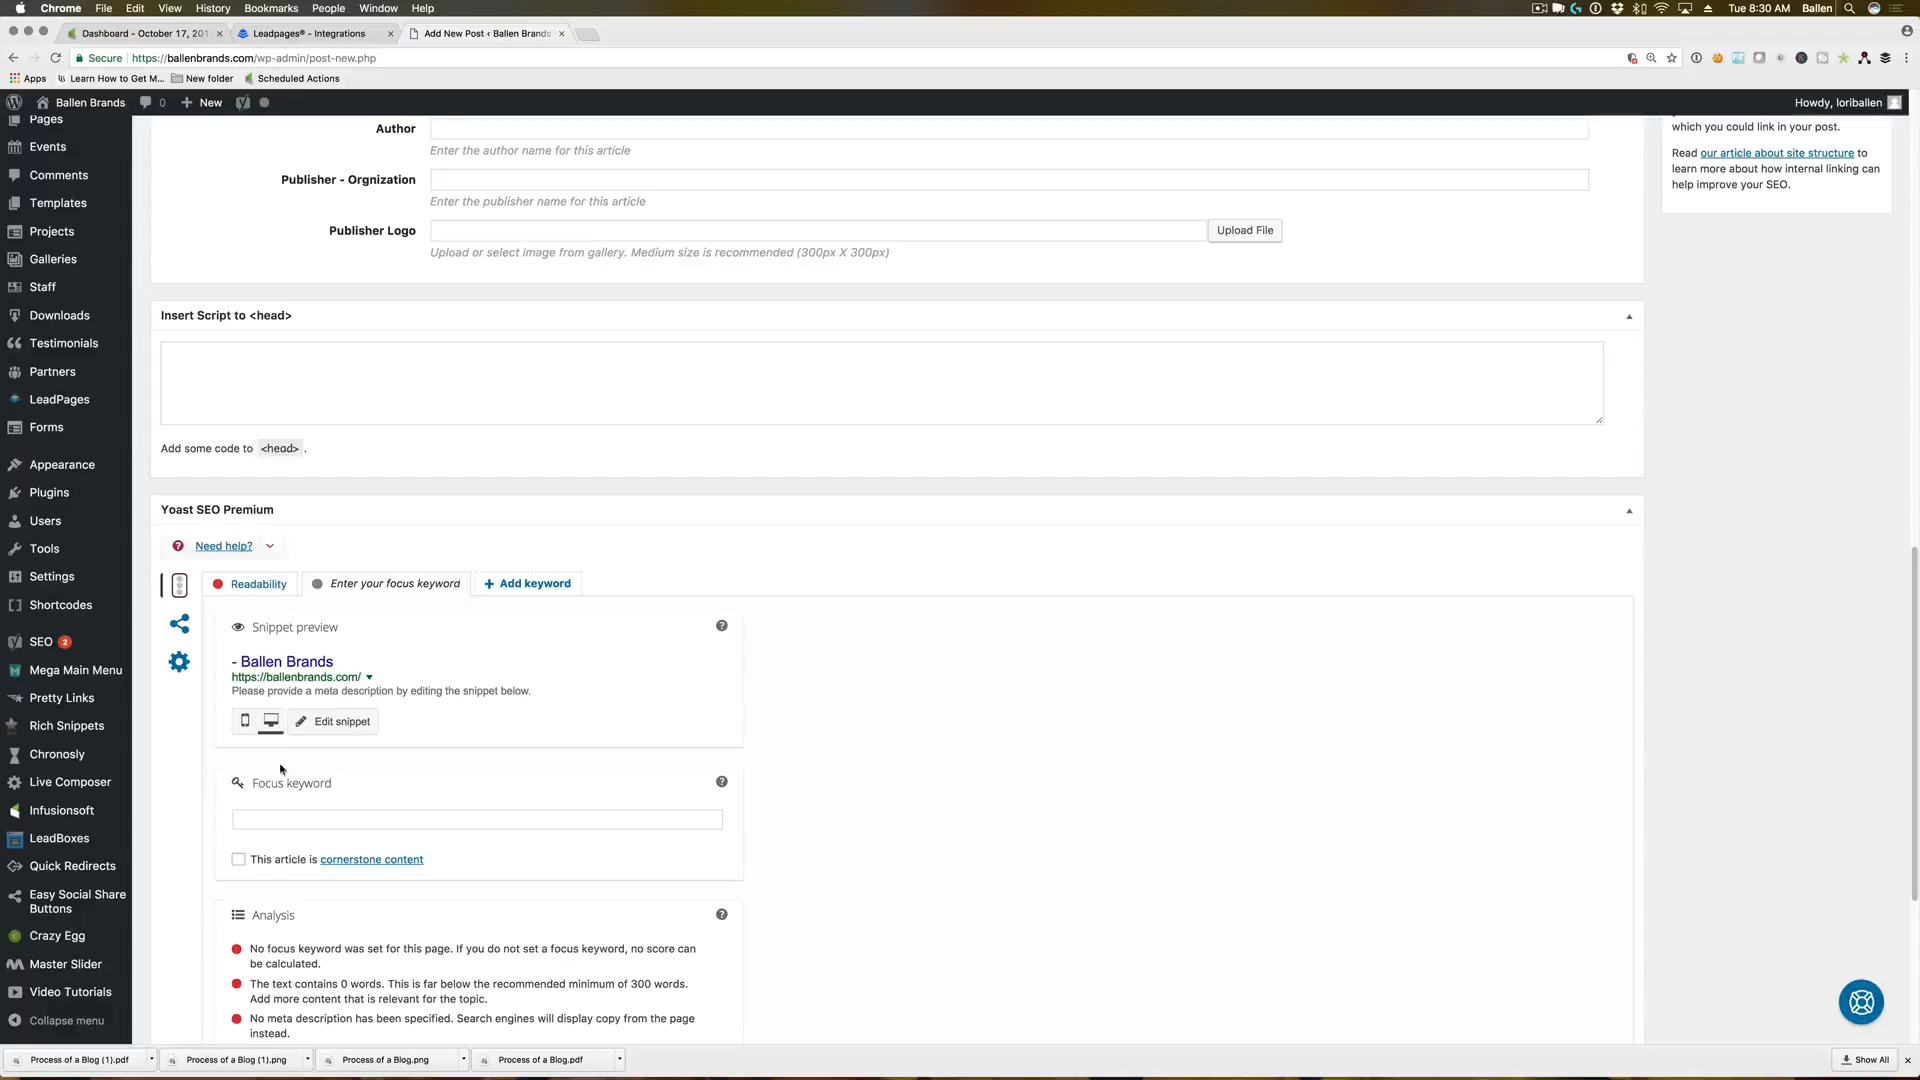 Chrome File Edit View History Bookmarks People Window Help Tue 8:30 AM Ballen
Dashboard - October 17, 201 Leadpages® - Integrations Add New Post ‹ Ballen Brands
Secure https://ballenbrands.com/wp-admin/post-new.php
Apps Learn How to Get M... New folder Scheduled Actions
Ballen Brands 0 New Howdy, loriballen
Pages
Events
Comments
Templates
Projects
Galleries
Staff
Downloads
Testimonials
Partners
LeadPages
Forms
Appearance
Plugins
Users
Tools
Settings
Shortcodes
SEO 2
Mega Main Menu
Pretty Links
Rich Snippets
Chronosly
Live Composer
Infusionsoft
LeadBoxes
Quick Redirects
Easy Social Share
Buttons
Crazy Egg
Master Slider
Video Tutorials
Collapse menu
Author
Enter the author name for this article
Publisher - Orgnization
Enter the publisher name for this article
Publisher Logo Upload File
Upload or select image from gallery. Medium size is recommended (300px X 300px)
Insert Script to <head>
Add some code to <head> .
Yoast SEO Premium
Need help?
Readability Enter your focus keyword + Add keyword
Snippet preview
- Ballen Brands
https://ballenbrands.com/
Please provide a meta description by editing the snippet below.
Edit snippet
Focus keyword
This article is cornerstone content
Analysis
No focus keyword was set for this page. If you do not set a focus keyword, no score can
be calculated.
The text contains 0 words. This is far below the recommended minimum of 300 words.
Add more content that is relevant for the topic.
No meta description has been specified. Search engines will display copy from the page
instead.
which you could link in your post.
Read our article about site structure to
learn more about how internal linking can
help improve your SEO.
Process of a Blog (1).pdf Process of a Blog (1).png Process of a Blog.png Process of a Blog.pdf Show All